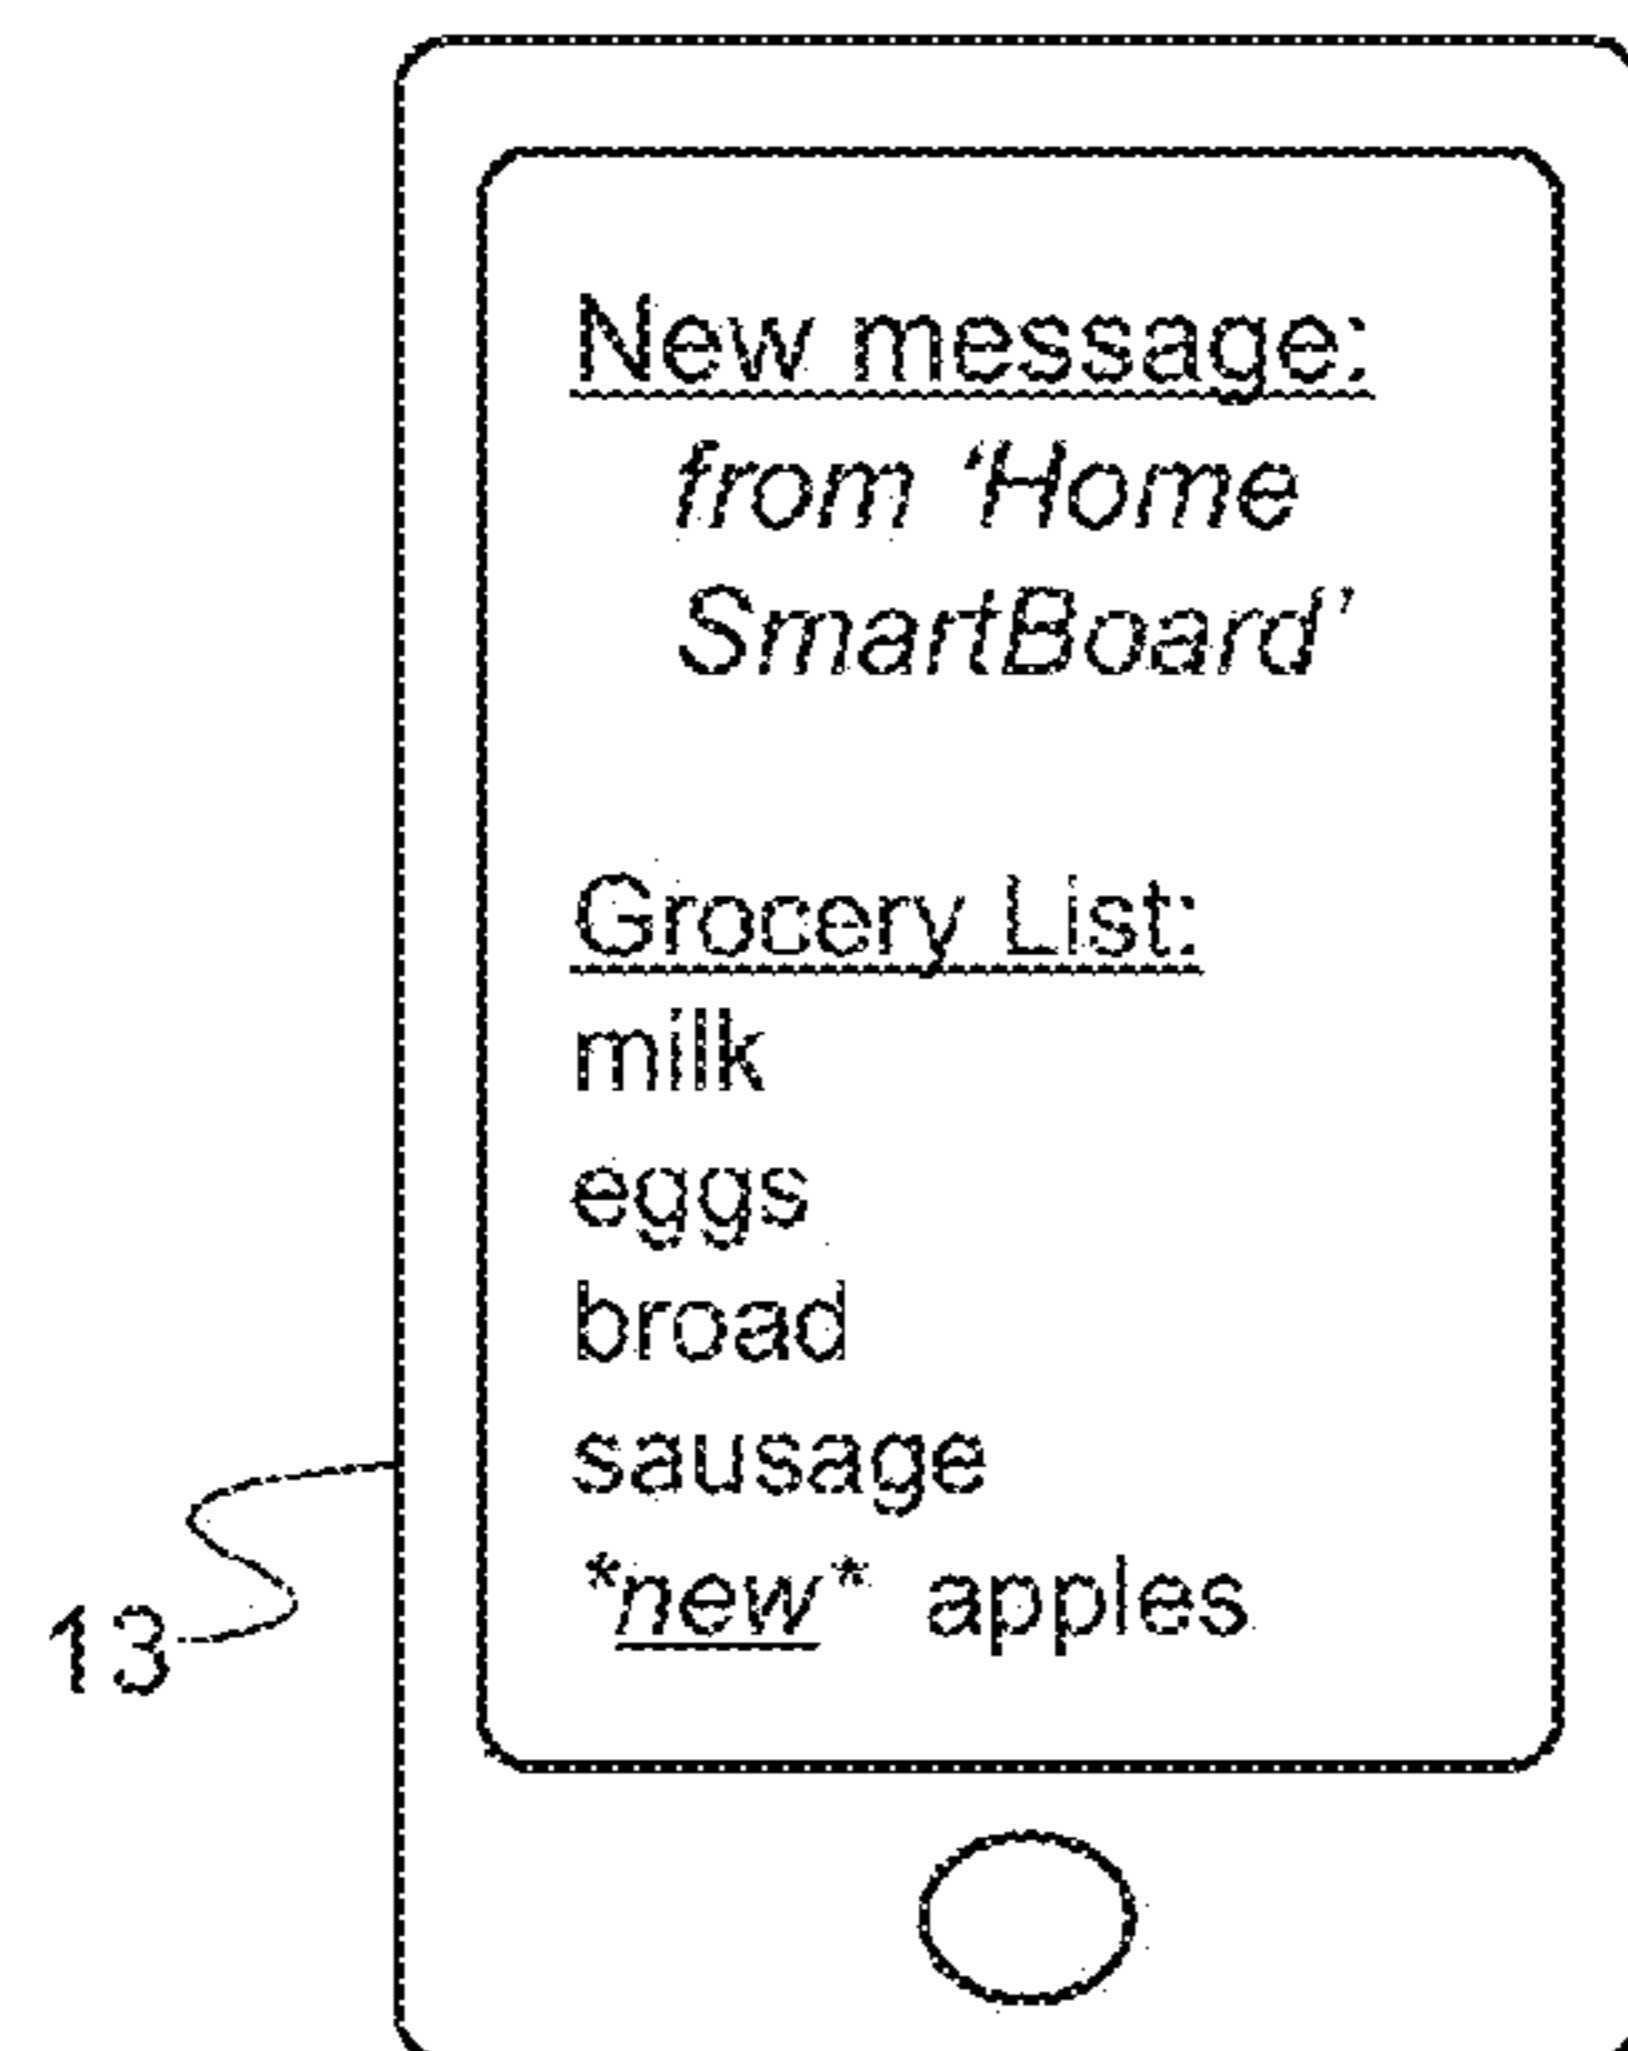 New message:
from ‘Home
SmartBoard’
Grocery List:
milk
eggs
broad
sausage
*new* apples
13